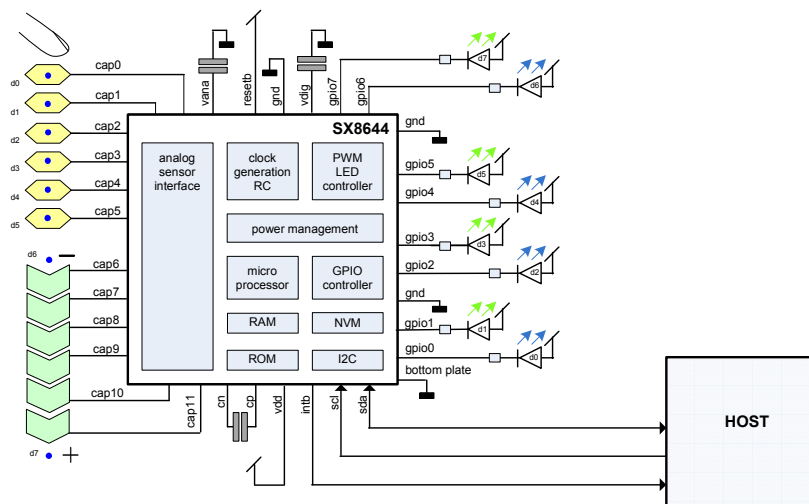 cap0
cap1
cap2
cap3
cap4
cap5
d0
d1
d2
d3
d4
d5
d6
−
cap6
cap7
cap8
cap9
cap10
cap11
d7
+
vana
resetb
gnd
vdig
gpio7
gpio6
d7
d6
SX8644
analog
sensor
interface
clock
generation
RC
PWM
LED
controller
power management
micro
processor
GPIO
controller
RAM
NVM
ROM
I2C
gnd
gpio5
d5
gpio4
d4
gpio3
d3
gpio2
d2
gnd
gpio1
d1
gpio0
d0
bottom plate
cn
cp
vdd
intb
scl
sda
HOST